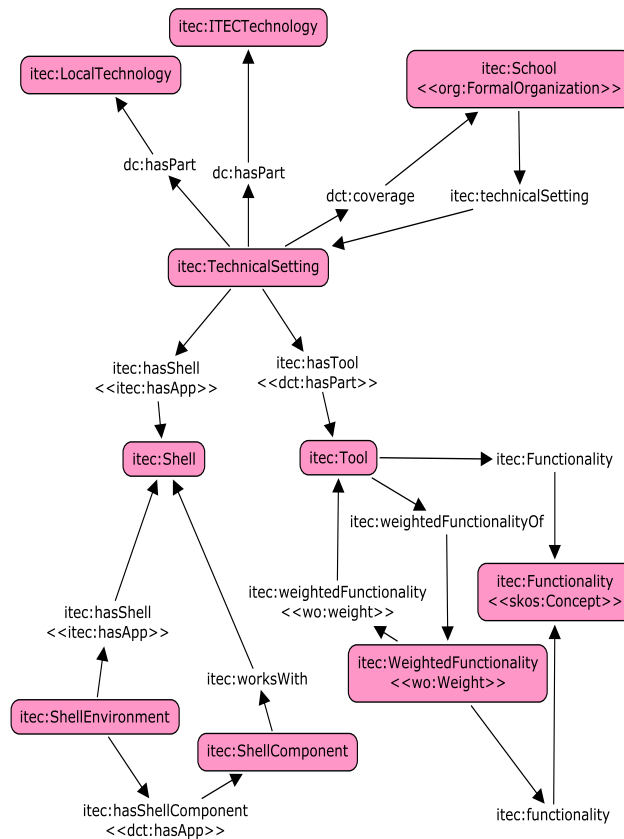 itec:ITECTechnology
itec:LocalTechnology
itec:School
<<org:FormalOrganization>>
dc:hasPart
dc:hasPart
dct:coverage
itec:technicalSetting
itec:TechnicalSetting
itec:hasShell
<<itec:hasApp>>
itec:hasTool
<<dct:hasPart>>
itec:Shell
itec:Tool
itec:Functionality
itec:weightedFunctionalityOf
itec:weightedFunctionality
<<wo:weight>>
itec:Functionality
<<skos:Concept>>
itec:hasShell
<<itec:hasApp>>
itec:worksWith
itec:WeightedFunctionality
<<wo:Weight>>
itec:ShellEnvironment
itec:ShellComponent
itec:hasShellComponent
<<dct:hasApp>>
itec:functionality